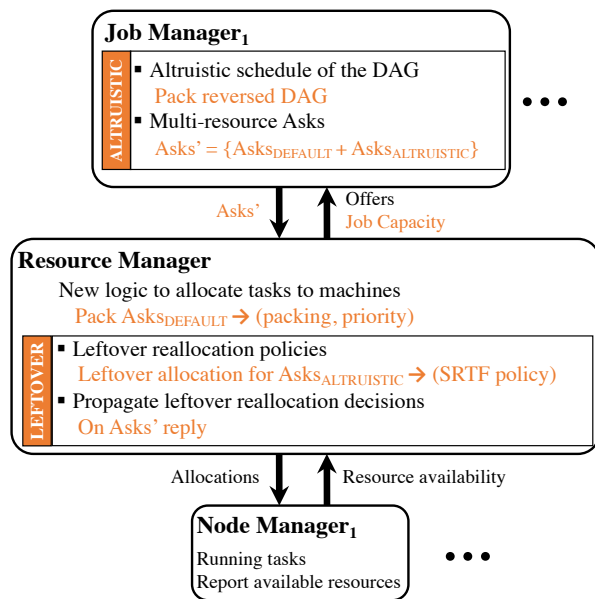 Job Manager1
ALTRUISTIC
▪ Altruistic schedule of the DAG
Pack reversed DAG
▪ Multi-resource Asks
Asks’ = {AsksDEFAULT + AsksALTRUISTIC}
•••
Asks’
Offers
Job Capacity
Resource Manager
New logic to allocate tasks to machines
Pack AsksDEFAULT → (packing, priority)
LEFTOVER
▪ Leftover reallocation policies
Leftover allocation for AsksALTRUISTIC → (SRTF policy)
▪ Propagate leftover reallocation decisions
On Asks’ reply
Allocations
Resource availability
Node Manager1
Running tasks
Report available resources
•••